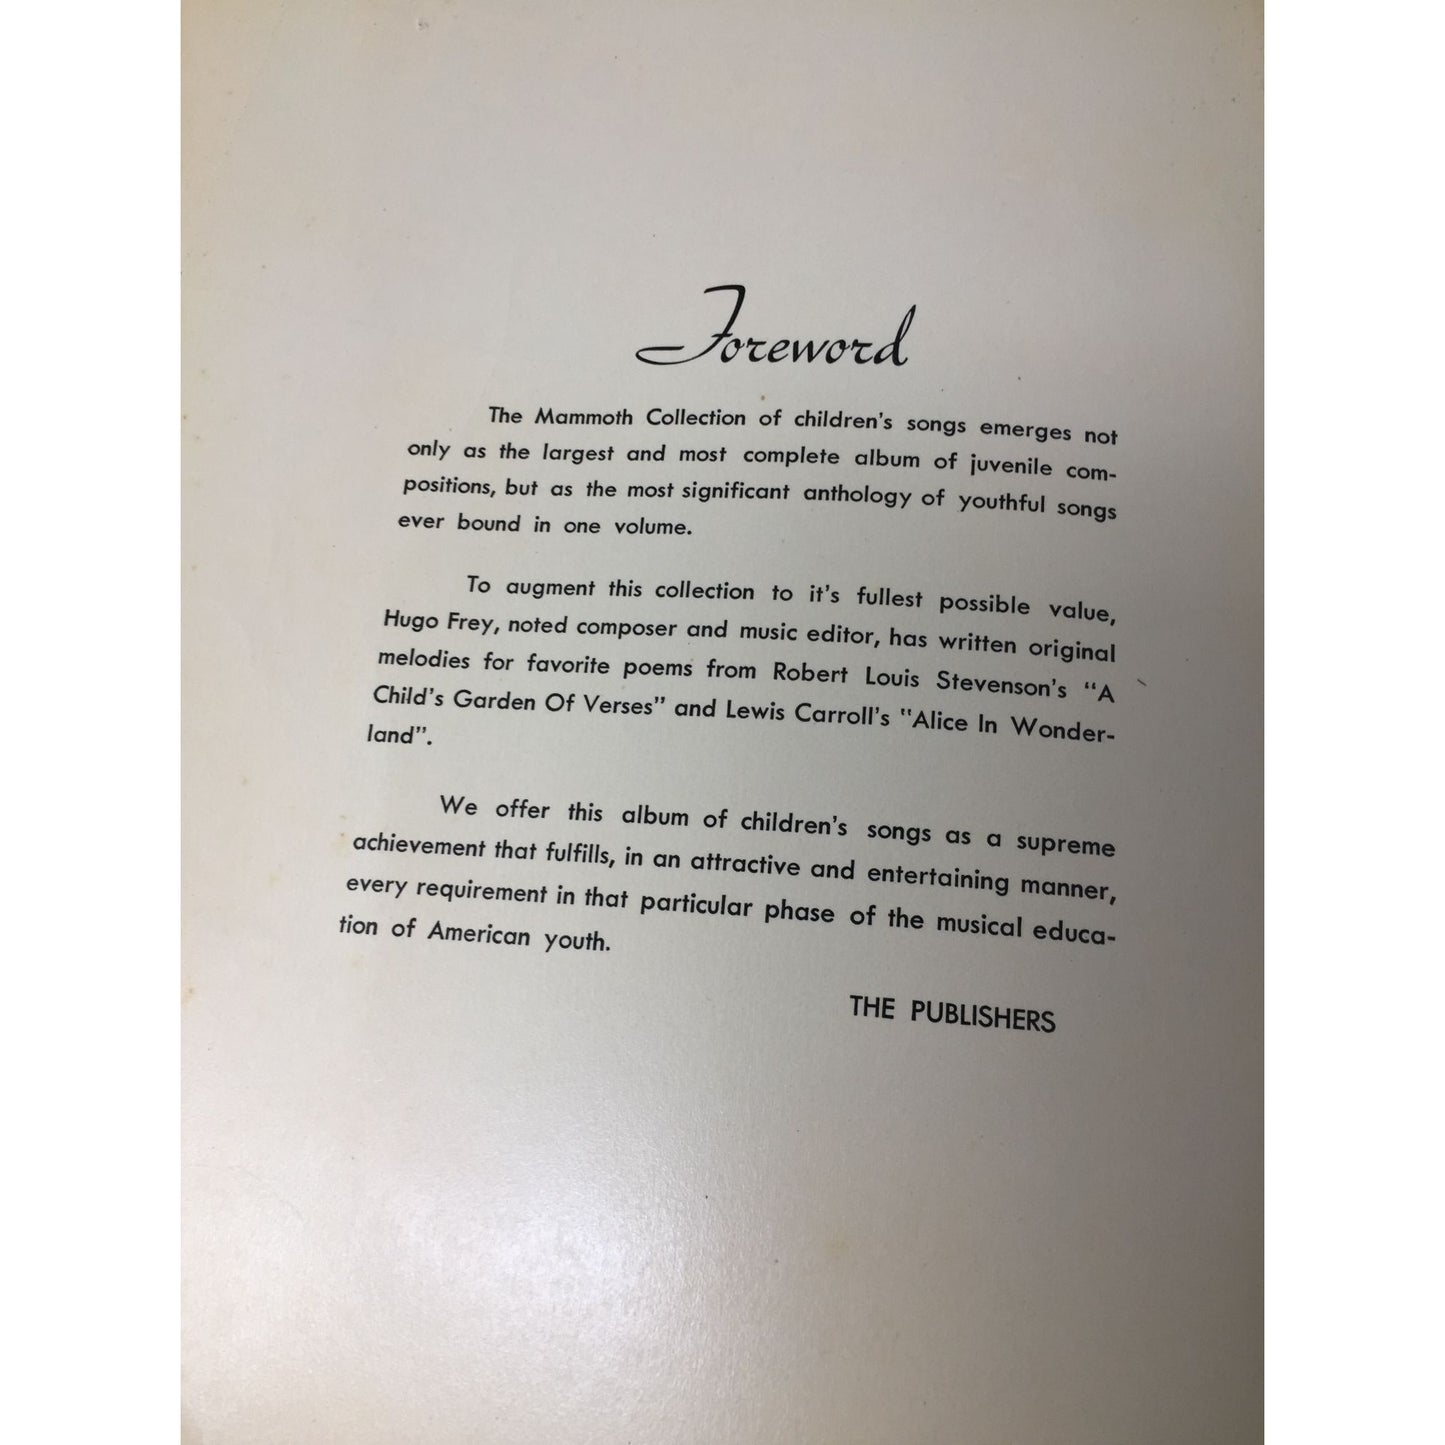 Foreword
The Mammoth Collection of children's songs emerges not
only as the largest and most complete album of juvenile com-
positions, but as the most significant anthology of youthful songs
ever bound in one volume.
To augment this collection to it's fullest possible value,
Hugo Frey, noted composer and music editor, has written original
melodies for favorite poems from Robert Louis Stevenson's "A
Child's Garden Of Verses" and Lewis Carroll's "Alice In Wonder-
land".
We offer this album of children's songs as a supreme
achievement that fulfills, in an attractive and entertaining manner,
every requirement in that particular phase of the musical educa-
tion of American youth.
THE PUBLISHERS